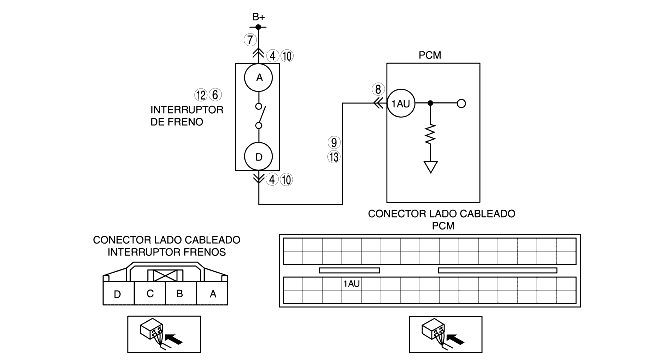 B+
7
4 10
PCM
A
12 6
8
1AU
INTERRUPTOR
DE FRENO
9
D
13
4 10
CONECTOR LADO CABLEADO
PCM
CONECTOR LADO CABLEADO
INTERRUPTOR FRENOS
1AU
D C B A